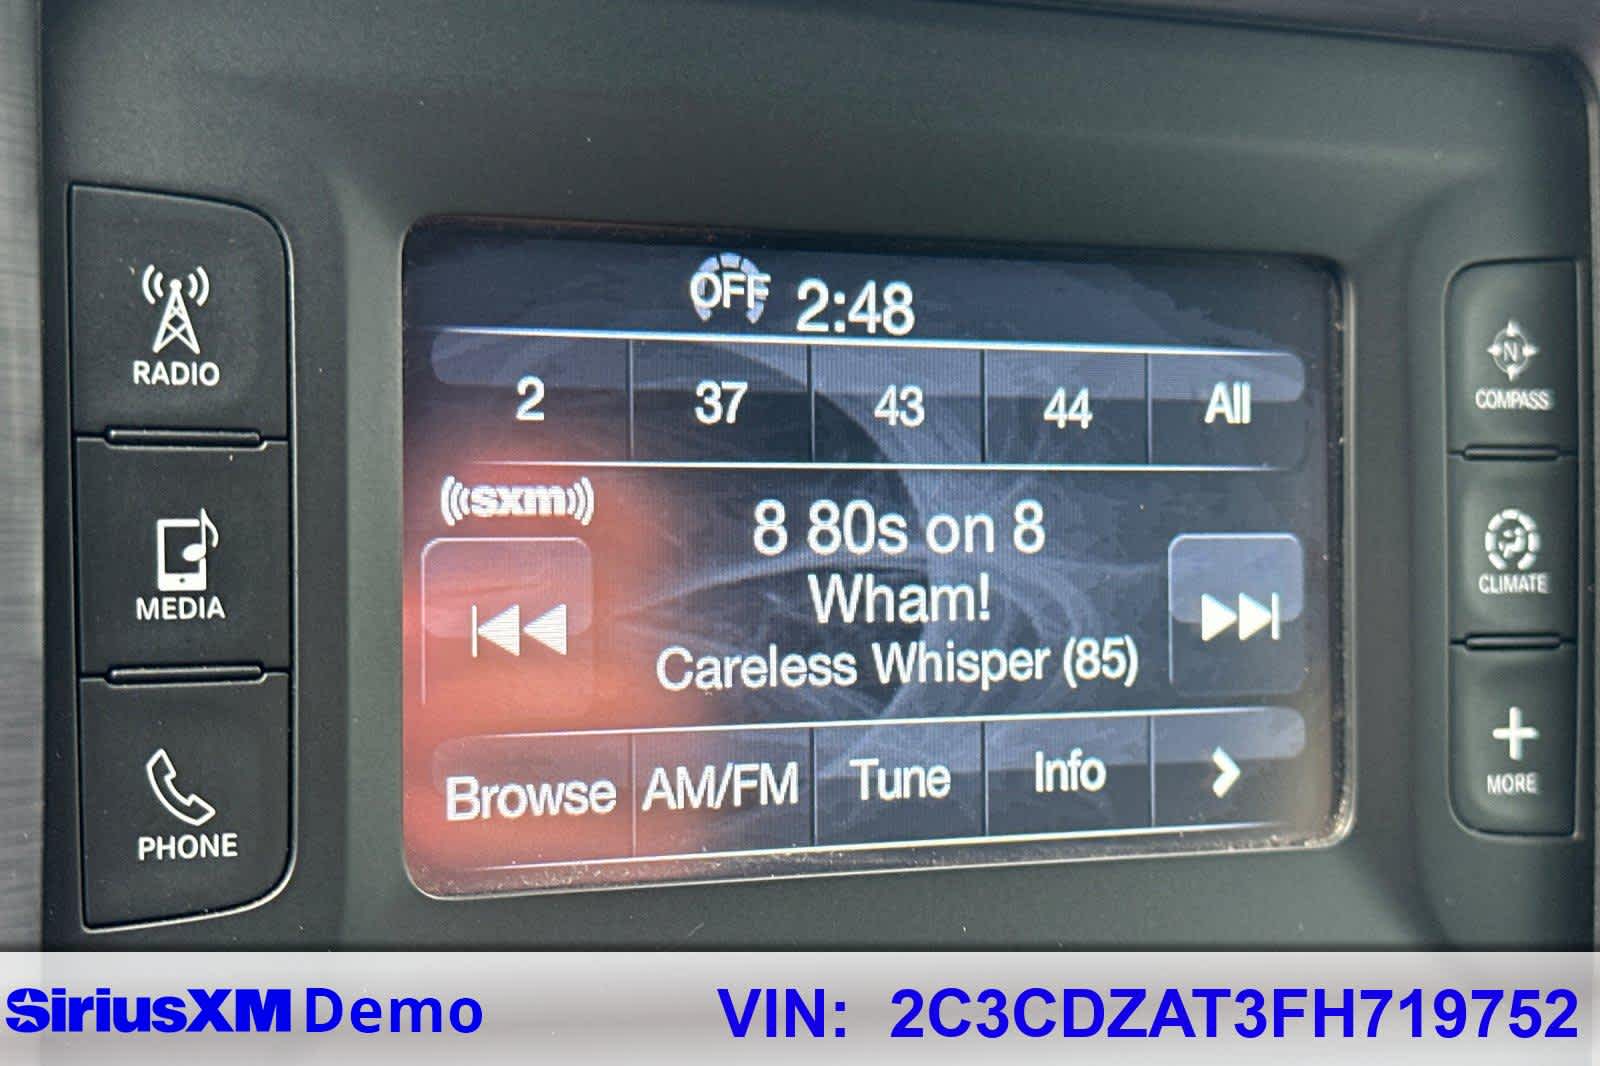 OFF 2:48
2 37 43 44 All
sxm
8 80s on 8
Wham!
Careless Whisper (85)
Browse AM/FM Tune Info
RADIO
MEDIA
PHONE
N
COMPASS
CLIMATE
MORE
SiriusXM Demo VIN: 2C3CDZAT3FH719752